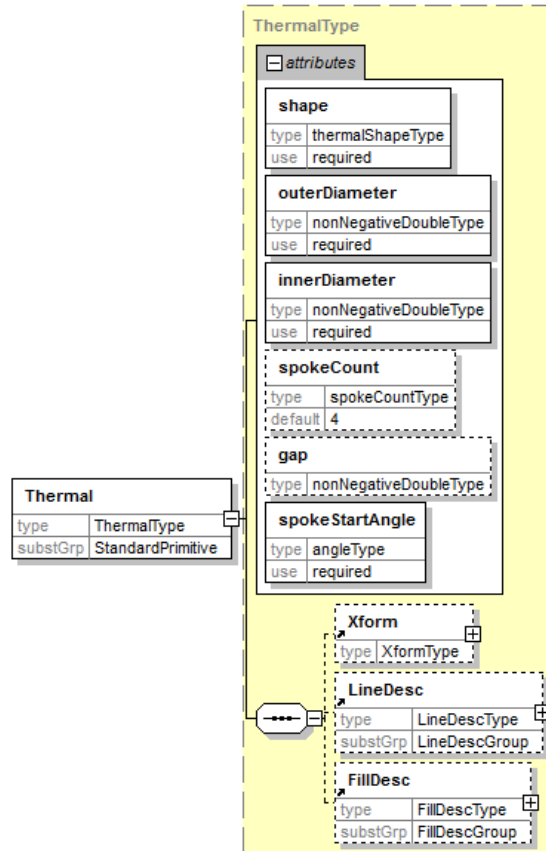 ThermalType
attributes
shape
type thermalShapeType
use required
outerDiameter
type nonNegativeDoubleType
use required
innerDiameter
type nonNegativeDoubleType
use required
spokeCount
type spokeCountType
default 4
gap
type nonNegativeDoubleType
spokeStartAngle
type angleType
use required
Thermal
type ThermalType
substGrp StandardPrimitive
Xform
type XformType
LineDesc
type LineDescType
substGrp LineDescGroup
FillDesc
type FillDescType
substGrp FillDescGroup